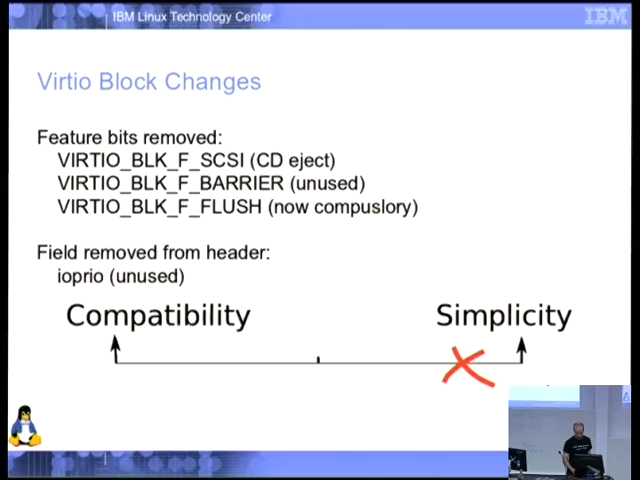 IBM Linux Technology Center
IBM
Virtio Block Changes
Feature bits removed:
VIRTIO_BLK_F_SCSI (CD eject)
VIRTIO_BLK_F_BARRIER (unused)
VIRTIO_BLK_F_FLUSH (now compuslory)
Field removed from header:
ioprio (unused)
Compatibility
Simplicity